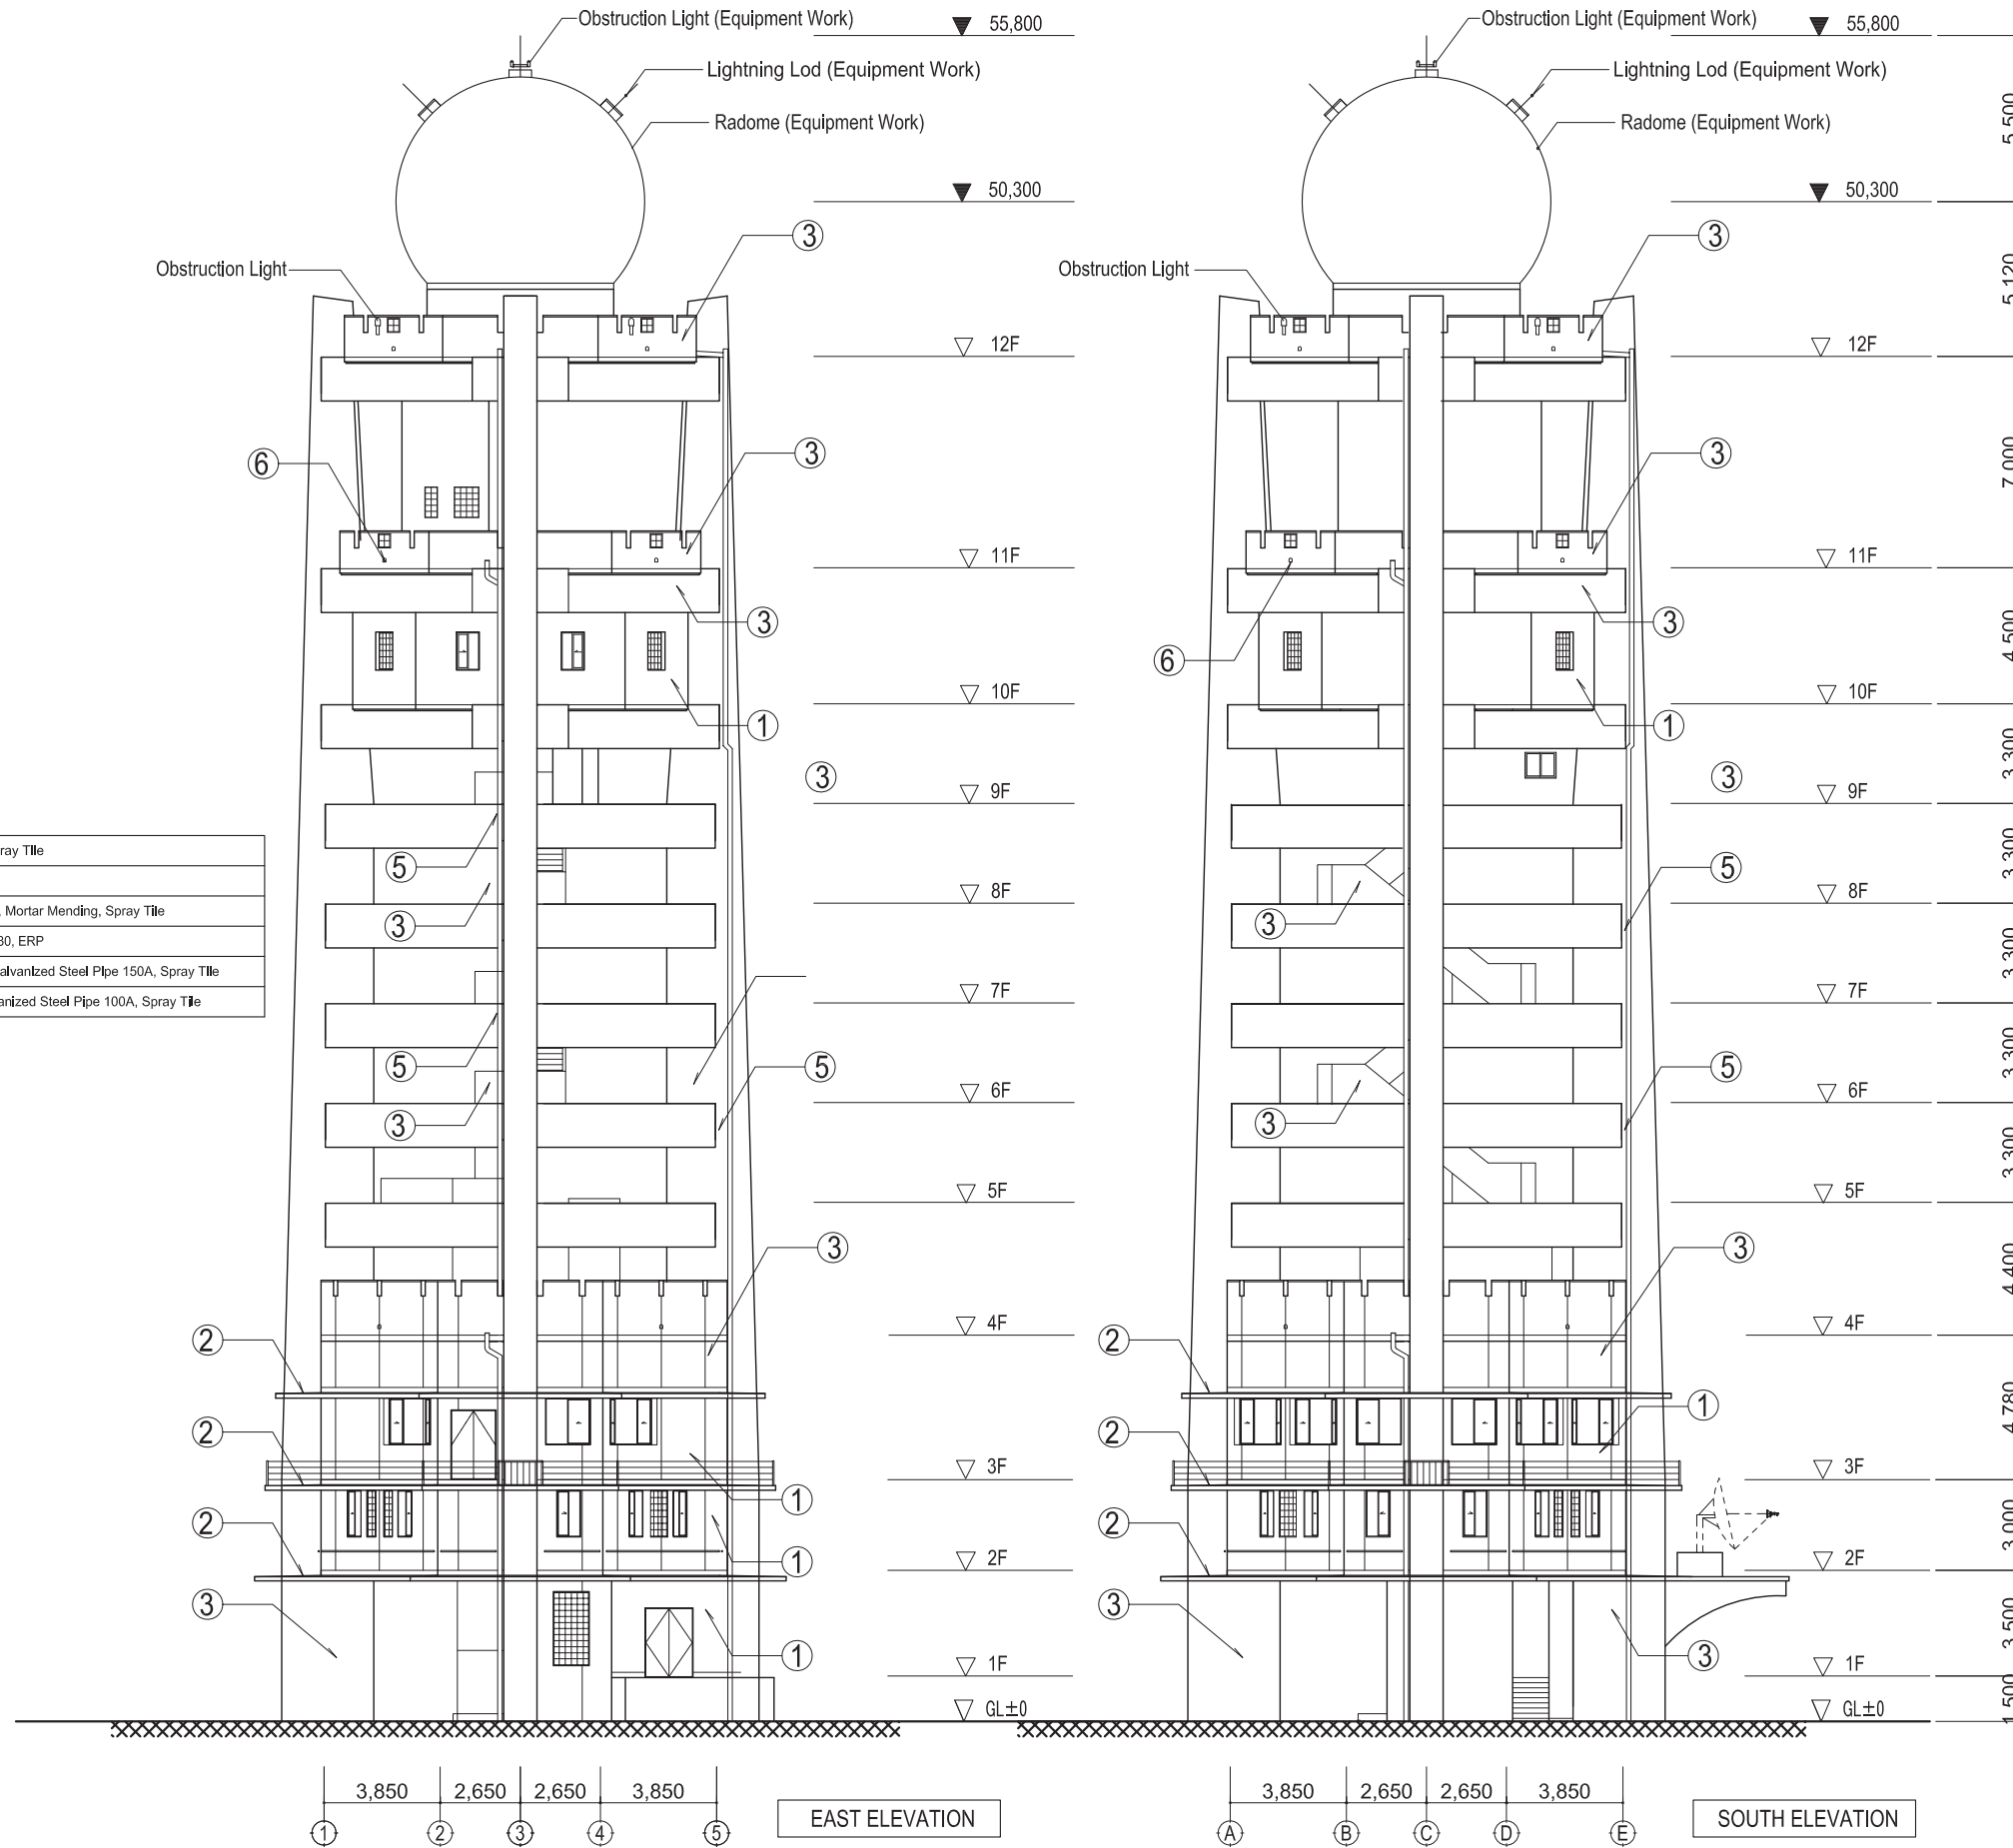 Obstruction Light (Equipment Work)
55,800
Lightning Lod (Equipment Work)
Radome (Equipment Work)
50,300
3
Obstruction Light
12F
6
3
11F
3
10F
1
3
9F
5
8F
3
7F
5
5
6F
3
5F
3
4F
2
2
3F
1
2
1
2F
3
1
1F
GL±0
3,850
2,650
2,650
3,850
1
2
3
4
5
EAST ELEVATION
ray Tile
, Mortar Mending, Spray Tile
30, ERP
alvanized Steel Pipe 150A, Spray Tile
anized Steel Pipe 100A, Spray Tile
Obstruction Light (Equipment Work)
55,800
Lightning Lod (Equipment Work)
Radome (Equipment Work)
50,300
3
Obstruction Light
12F
3
11F
3
6
10F
1
3
9F
5
8F
3
7F
5
6F
3
5F
3
4F
2
1
2
3F
2
2F
3
3
1F
GL±0
5,500
5,120
7,000
4,500
3,300
3,300
3,300
3,300
3,300
4,400
4,780
3,000
3,500
1,500
3,850
2,650
2,650
3,850
A
B
C
D
E
SOUTH ELEVATION